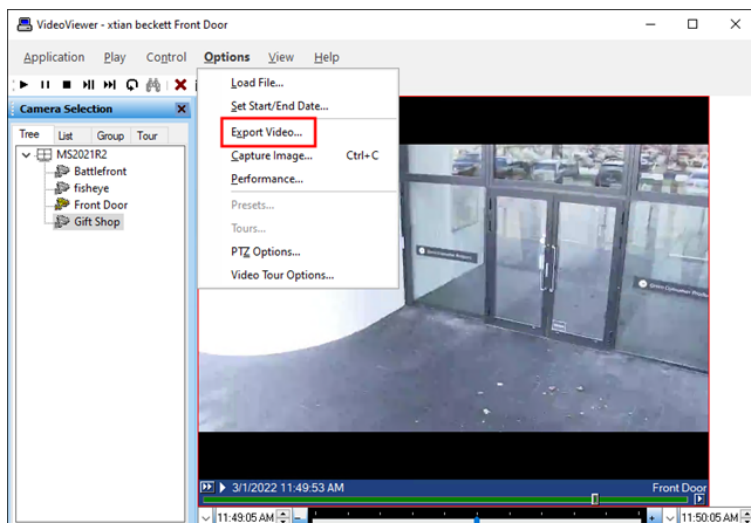 VideoViewer - xtian beckett Front Door
Application Play Control Options View Help
Load File...
Set Start/End Date...
Export Video...
Capture Image... Ctrl+C
Performance...
Presets...
Tours...
PTZ Options...
Video Tour Options...
Camera Selection
Tree List Group Tour
MS2021R2
Battlefront
fisheye
Front Door
Gift Shop
3/1/2022 11:49:53 AM Front Door
11:49:05 AM 11:50:05 AM